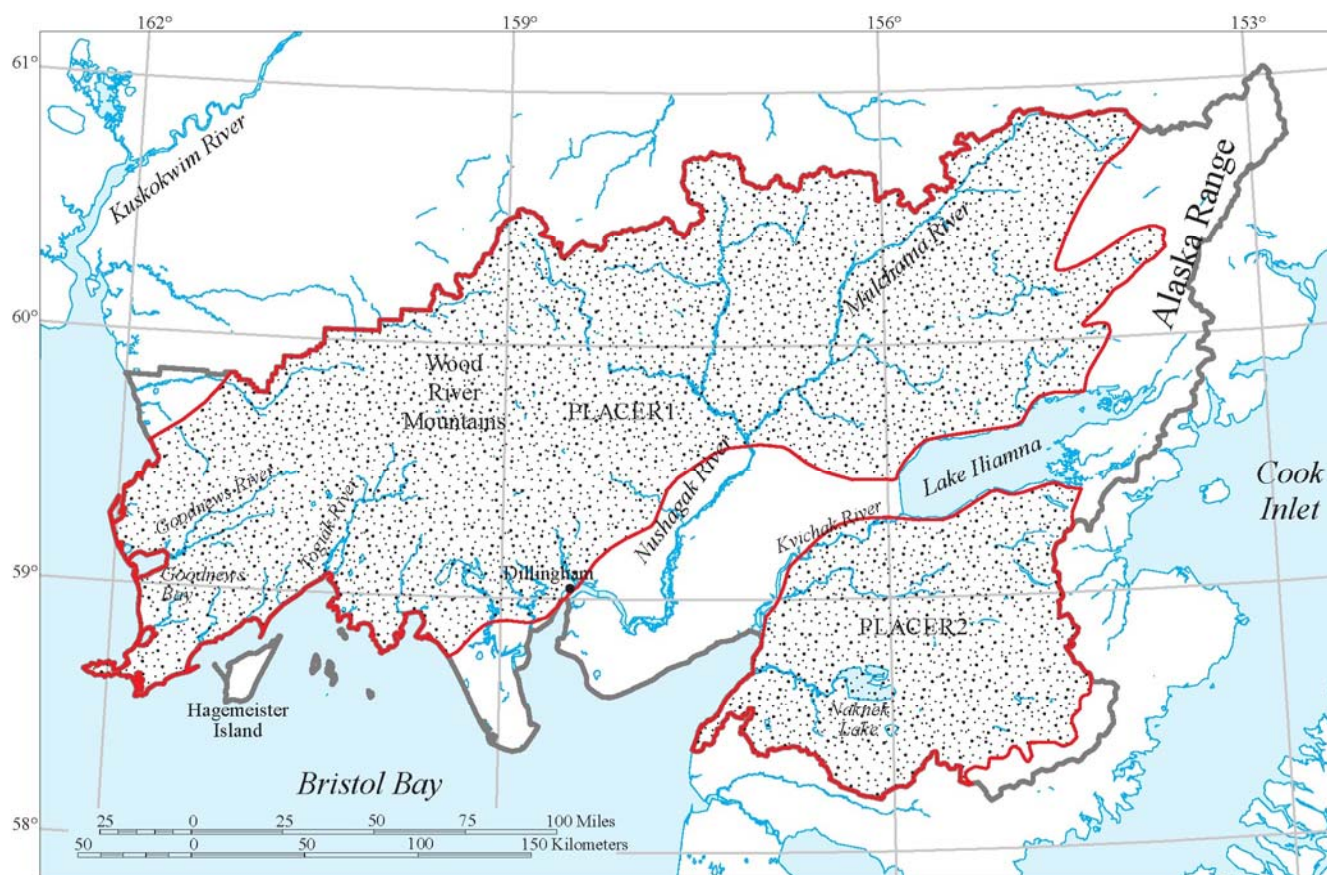 162°
159°
156°
153°
61°
Kuskokwim River
Alaska Range
Mulchatna River
60°
Wood
River
Mountains
PLACER1
Lake Iliamna
Cook
Inlet
Nushagak River
Goodnews River
Togiak River
Kvichak River
59°
Goodnews
Bay
Dillingham
PLACER2
Hagemeister
Island
Naknek
Lake
Bristol Bay
58°
25 0 25 50 75 100 Miles
50 0 50 100 150 Kilometers